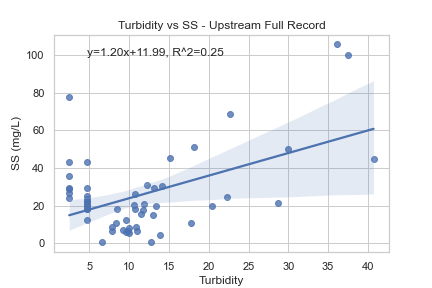 Turbidity vs SS - Upstream Full Record
y=1.20x+11.99, R^2=0.25
100
80
60
40
20
0
SS (mg/L)
5 10 15 20 25 30 35 40
Turbidity